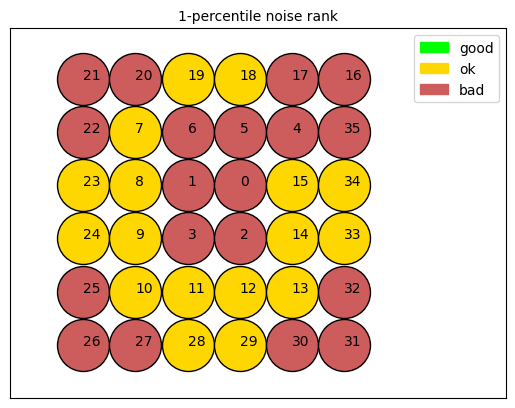 1-percentile noise rank
good
ok
bad
21 20 19 18 17 16
22 7 6 5 4 35
23 8 1 0 15 34
24 9 3 2 14 33
25 10 11 12 13 32
26 27 28 29 30 31